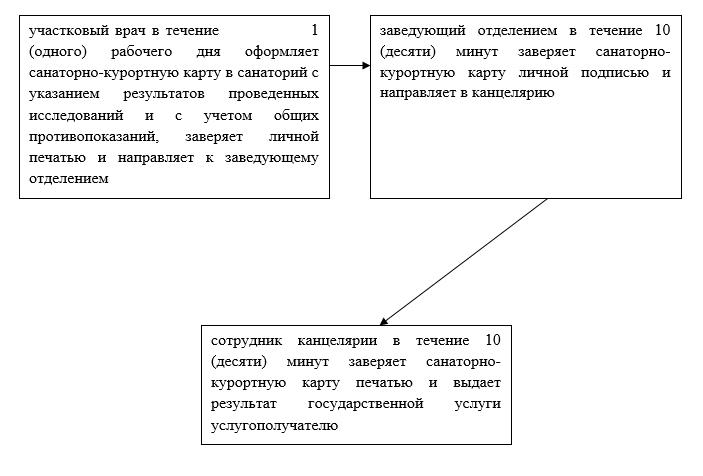 участковый врач в течение 1
(одного) рабочего дня оформляет
санаторно-курортную карту в санаторий с
указанием результатов проведенных
исследований и с учетом общих
противопоказаний, заверяет личной
печатью и направляет к заведующему
отделением
заведующий отделением в течение 10
(десяти) минут заверяет санаторно-
курортную карту личной подписью и
направляет в канцелярию
сотрудник канцелярии в течение 10
(десяти) минут заверяет санаторно-
курортную карту печатью и выдает
результат государственной услуги
услугополучателю